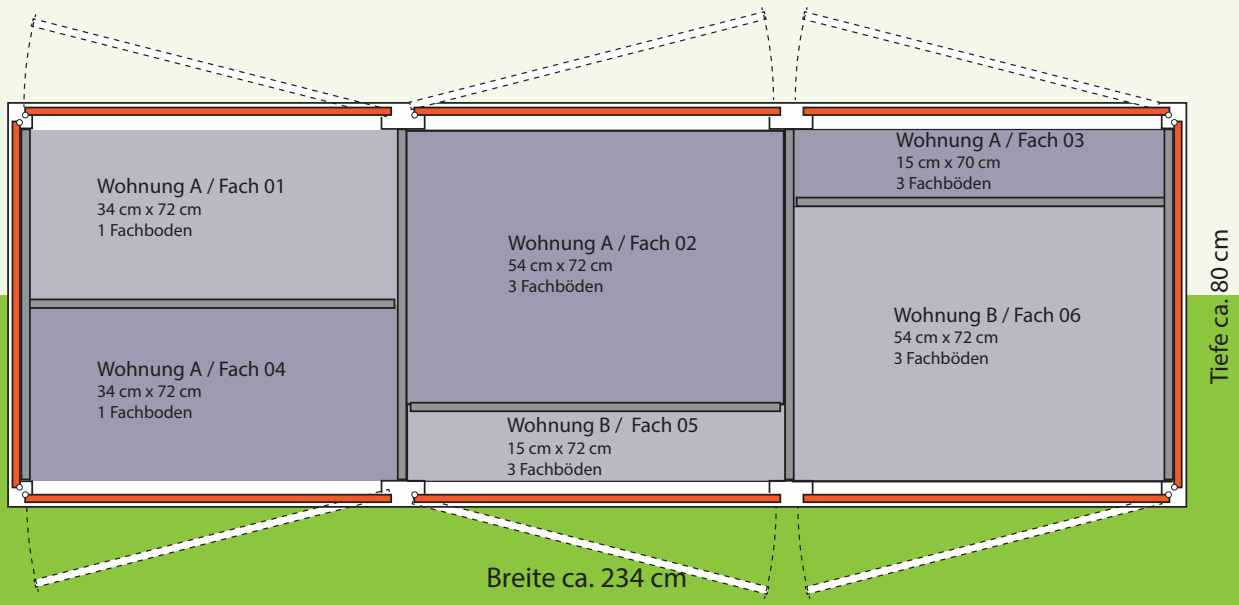 Wohnung A / Fach 01
34 cm x 72 cm
1 Fachboden
Wohnung A / Fach 02
54 cm x 72 cm
3 Fachböden
Wohnung A / Fach 03
15 cm x 70 cm
3 Fachböden
Wohnung A / Fach 04
34 cm x 72 cm
1 Fachboden
Wohnung B / Fach 05
15 cm x 72 cm
3 Fachböden
Wohnung B / Fach 06
54 cm x 72 cm
3 Fachböden
Tiefe ca. 80 cm
Breite ca. 234 cm